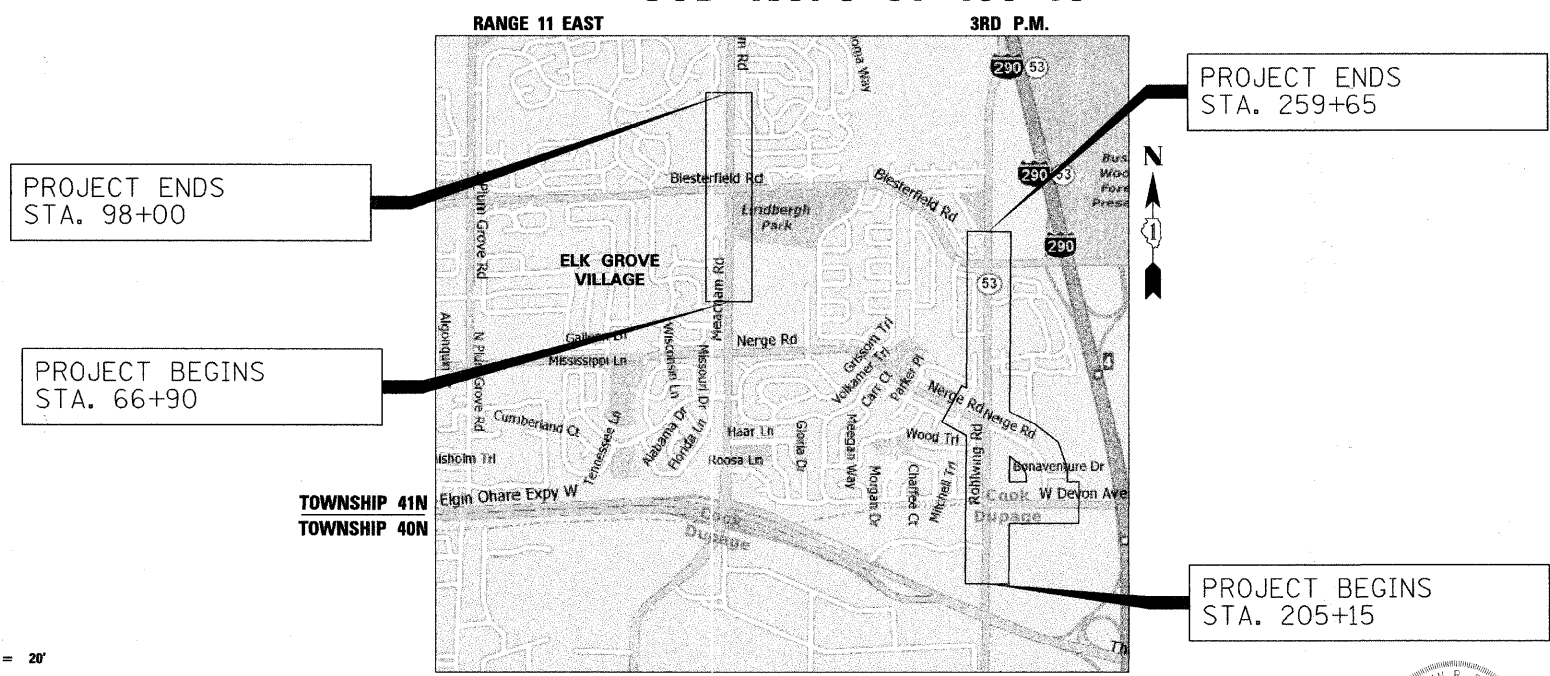 RANGE 11 EAST
3RD P.M.
PROJECT ENDS
STA. 259+65
290
53
N
290
53
Biesterfield Rd
Biesterfield Rd
Lindbergh
Park
PROJECT ENDS
STA. 98+00
Plum Grove Rd
ELK GROVE
VILLAGE
Meacham Rd
290
53
1
Algonquin
N Plum Grove Rd
Mississippi Ln
Wisconsin Ln
Missouri Dr
Nerge Rd
Grissom Trl
Volkamer Trl
Carr Ct
Parker Pl
Nerge Rd
Nerge Rd
PROJECT BEGINS
STA. 66+90
Cumberland Ct
Tennessee Ln
Alabama Dr
Florida Ln
Haar Ln
Roosa Ln
Gloria Dr
Meegan Way
Morgan Dr
Wood Trl
Chaffee Ct
Mitchell Trl
Rohlwing Rd
Bonaventure Dr
W Devon Ave
Cook
Dupage
TOWNSHIP 41N
TOWNSHIP 40N
Elgin Ohare Expy W
Cook
Dupage
PROJECT BEGINS
STA. 205+15
= 20'